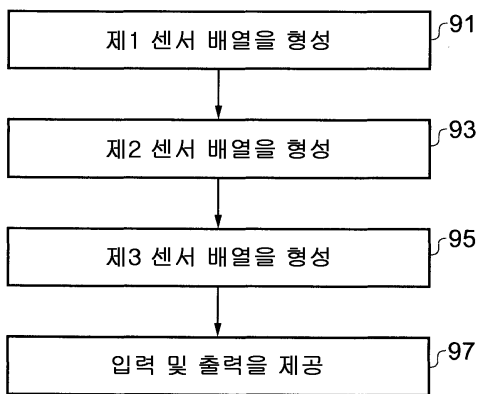 제1 센서 배열을 형성 91
제2 센서 배열을 형성 93
제3 센서 배열을 형성 95
입력 및 출력을 제공 97